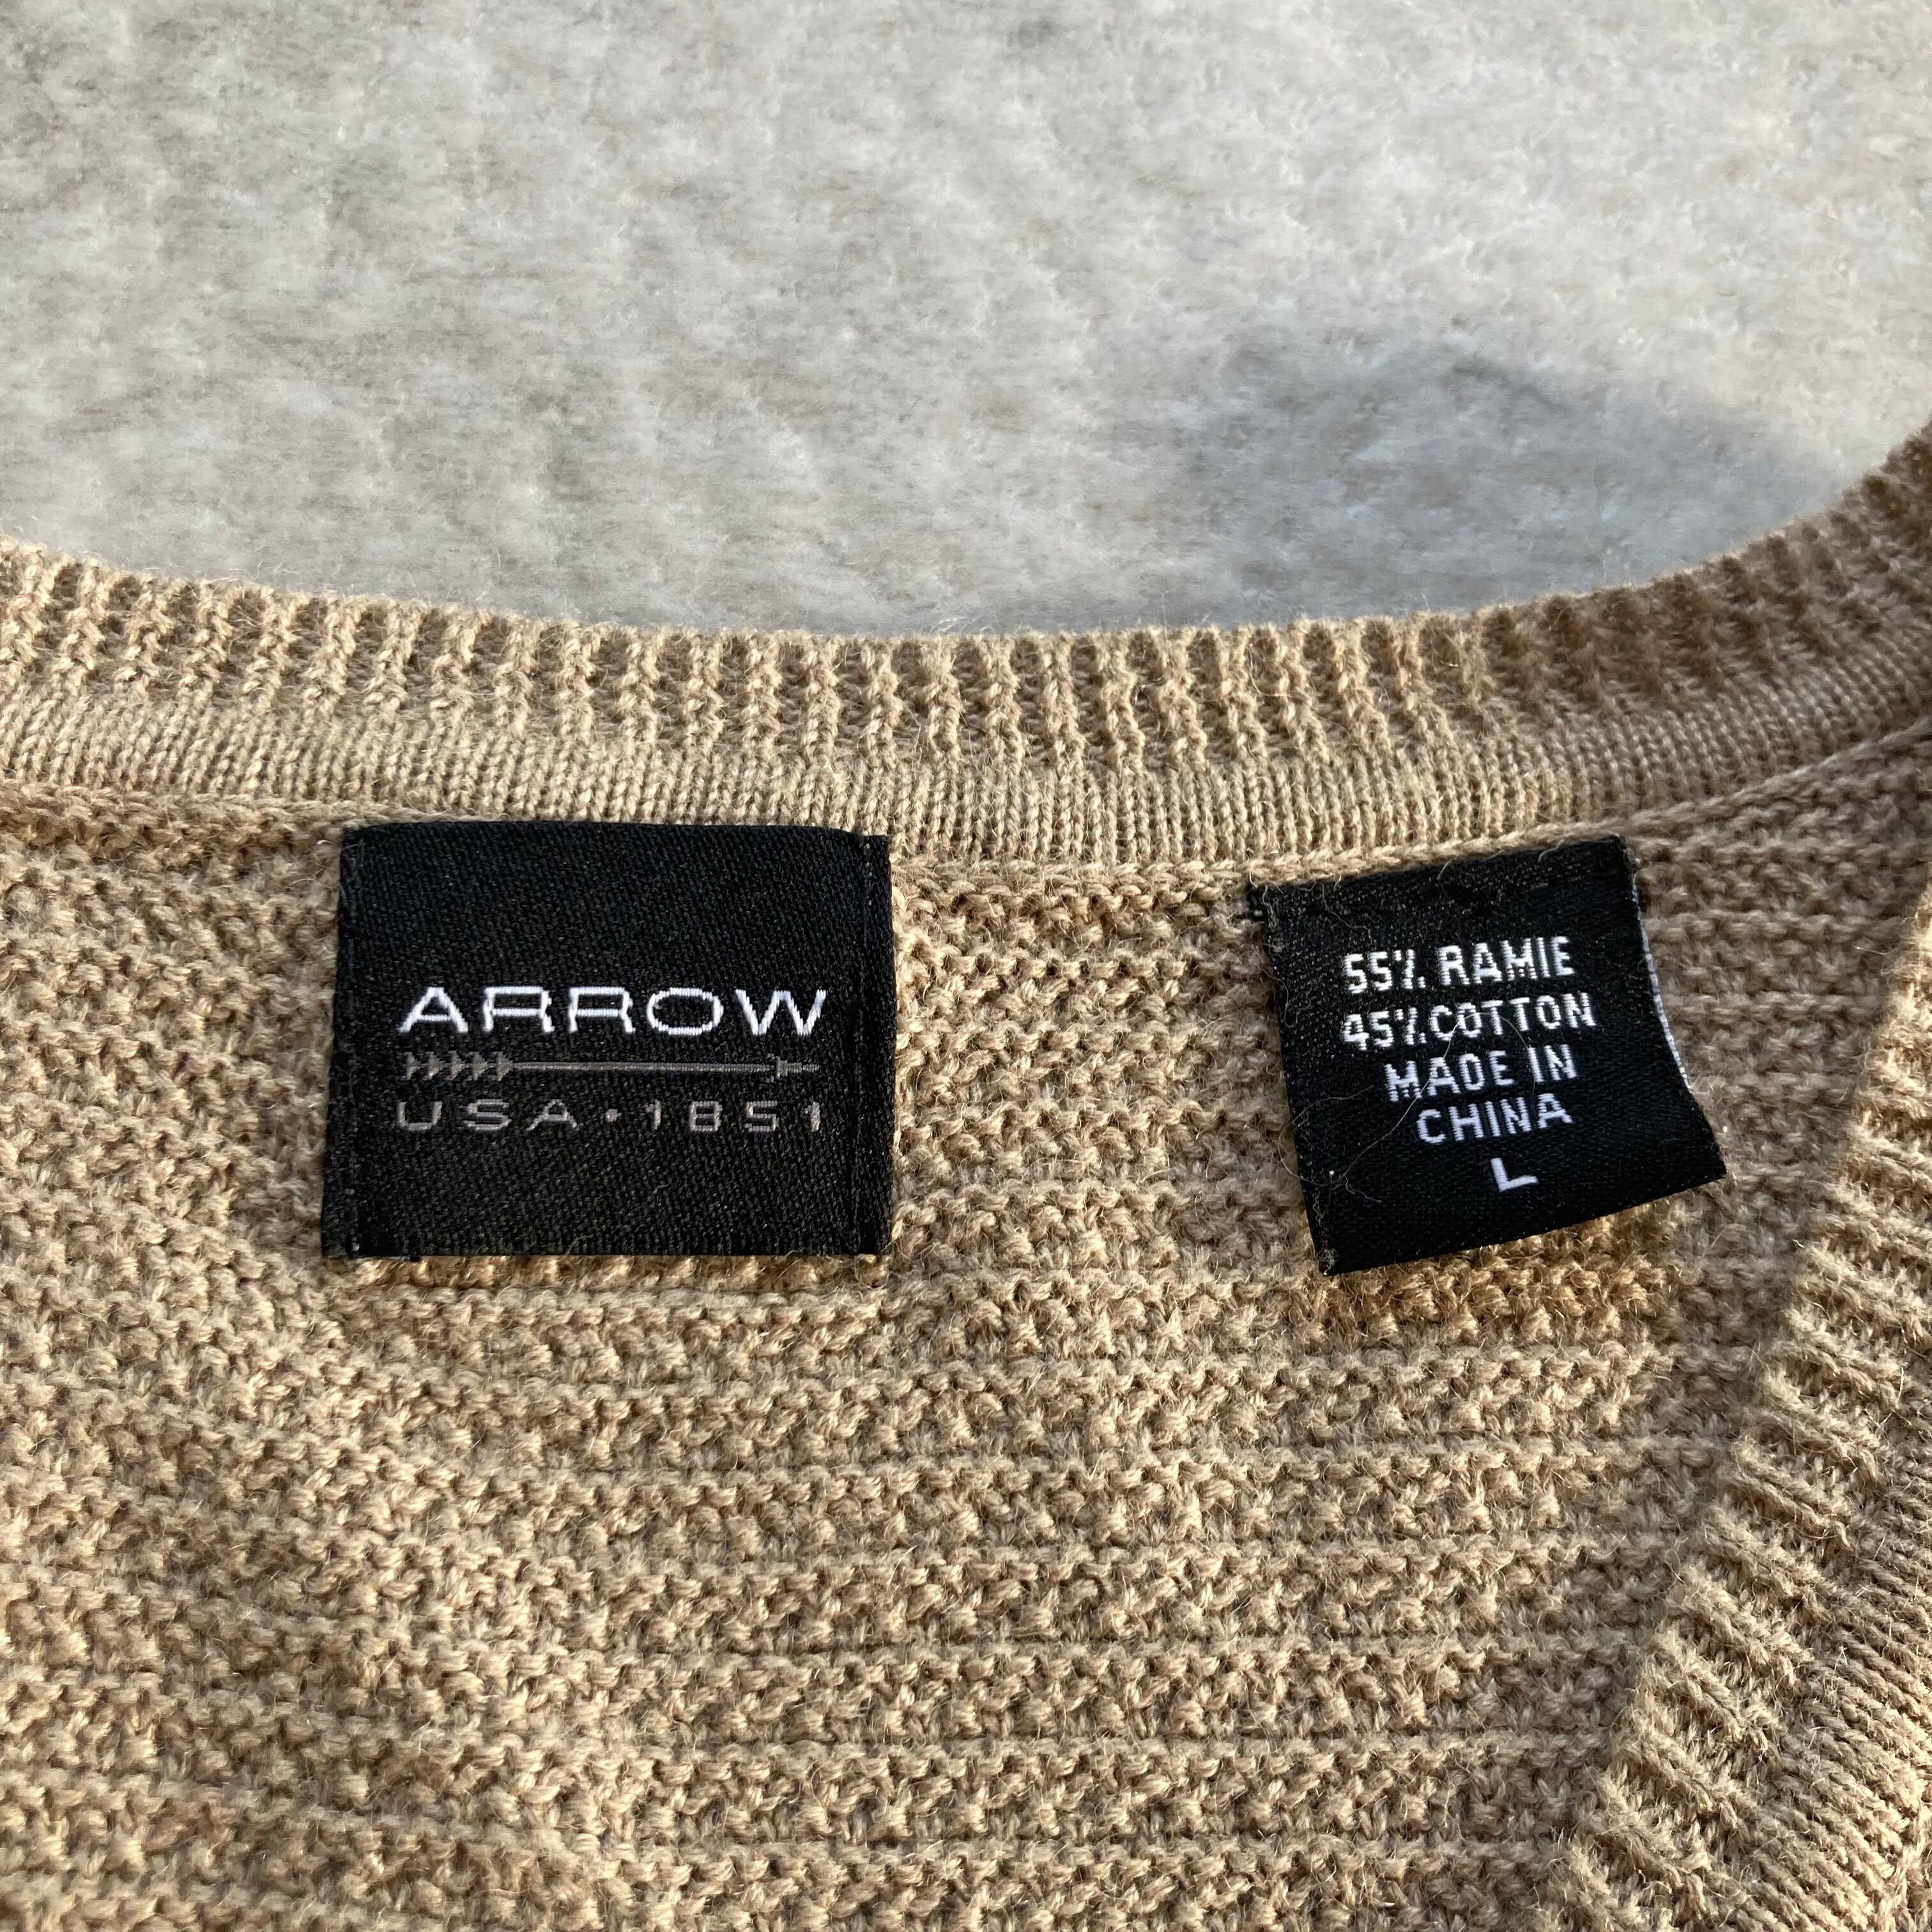 ARROW
USA • 1851
55% RAMIE
45% COTTON
MADE IN
CHINA
L